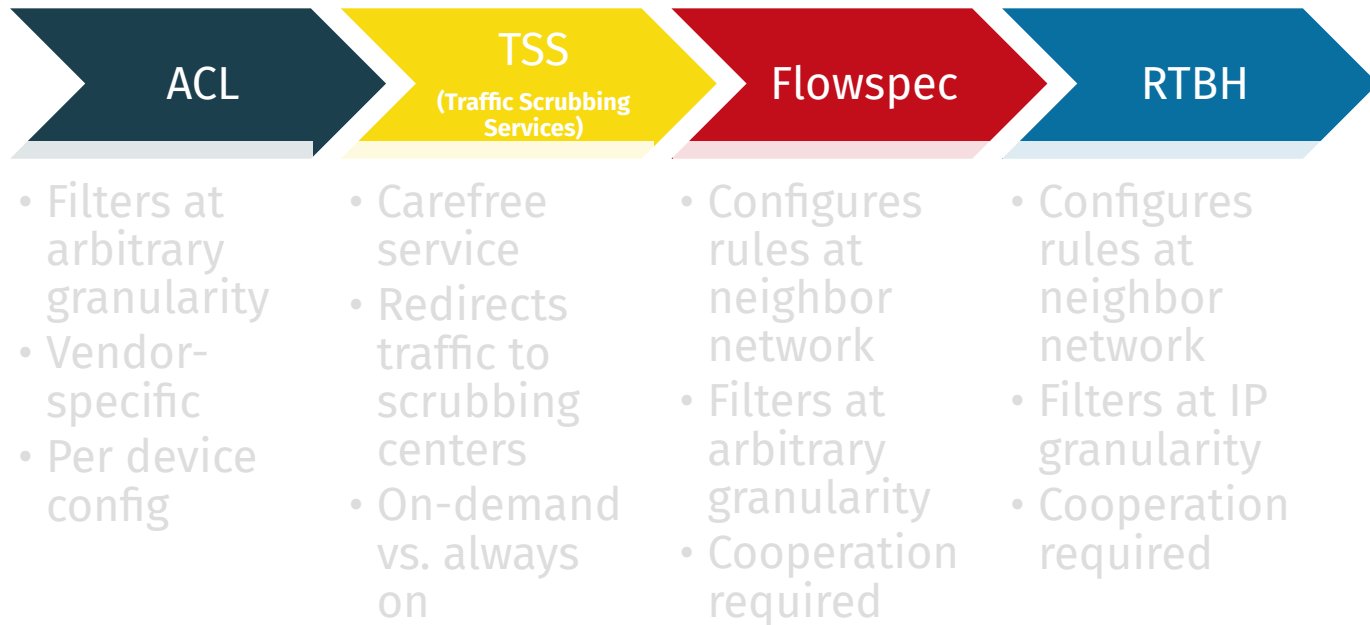 ACL
• Filters at
arbitrary
granularity
• Vendor-
specific
• Per device
config
TSS
(Traffic Scrubbing
Services)
• Carefree
service
• Redirects
traffic to
scrubbing
centers
• On-demand
vs. always
on
Flowspec
• Configures
rules at
neighbor
network
• Filters at
arbitrary
granularity
• Cooperation
required
RTBH
• Configures
rules at
neighbor
network
• Filters at IP
granularity
• Cooperation
required